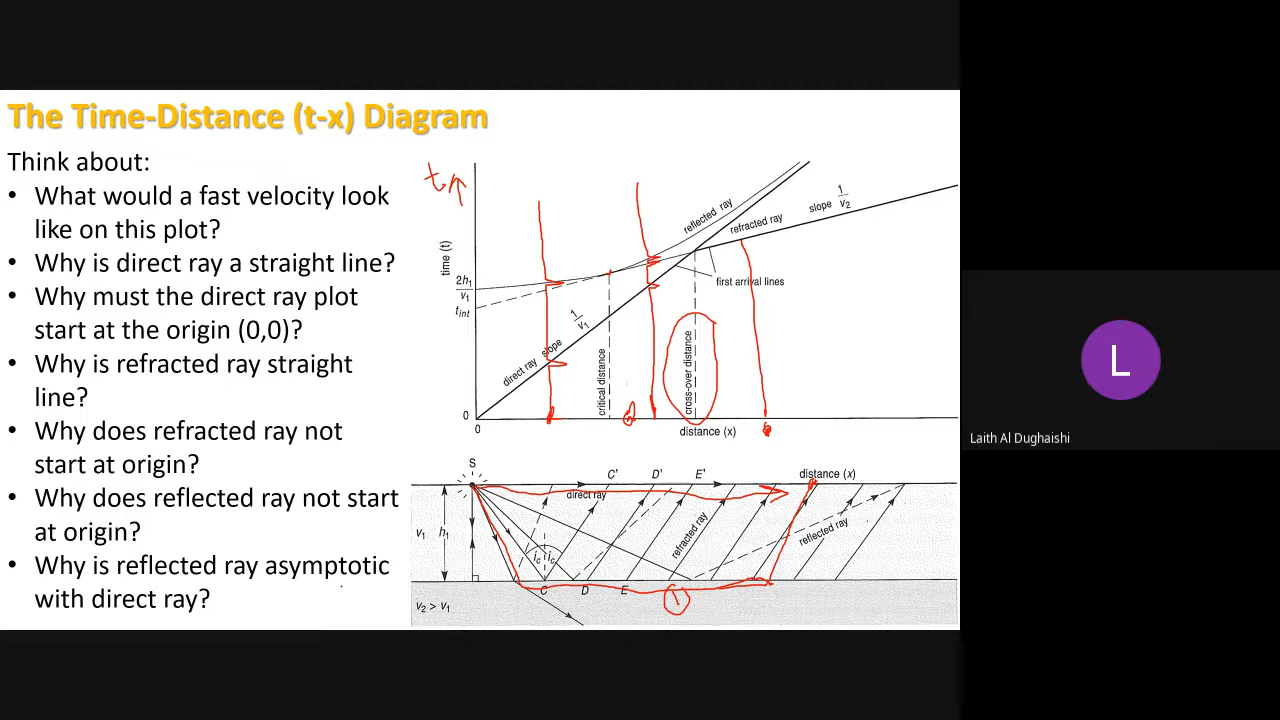 The Time-Distance (t-x) Diagram
Think about:
• What would a fast velocity look
like on this plot?
• Why is direct ray a straight line?
• Why must the direct ray plot
start at the origin (0,0)?
• Why is refracted ray straight
line?
• Why does refracted ray not
start at origin?
• Why does reflected ray not start
at origin?
• Why is reflected ray asymptotic
with direct ray?
time (t)
2h₁
v₁
t_int
0
0
direct ray slope 1/v₁
critical distance
cross-over distance
distance (x)
reflected ray
refracted ray
slope 1/v₂
first arrival lines
S
C' D' E' distance (x)
direct ray
v₁ h₁
i_c i_c
refracted ray
reflected ray
C D E
1
v₂ > v₁
L
Laith Al Dughaishi